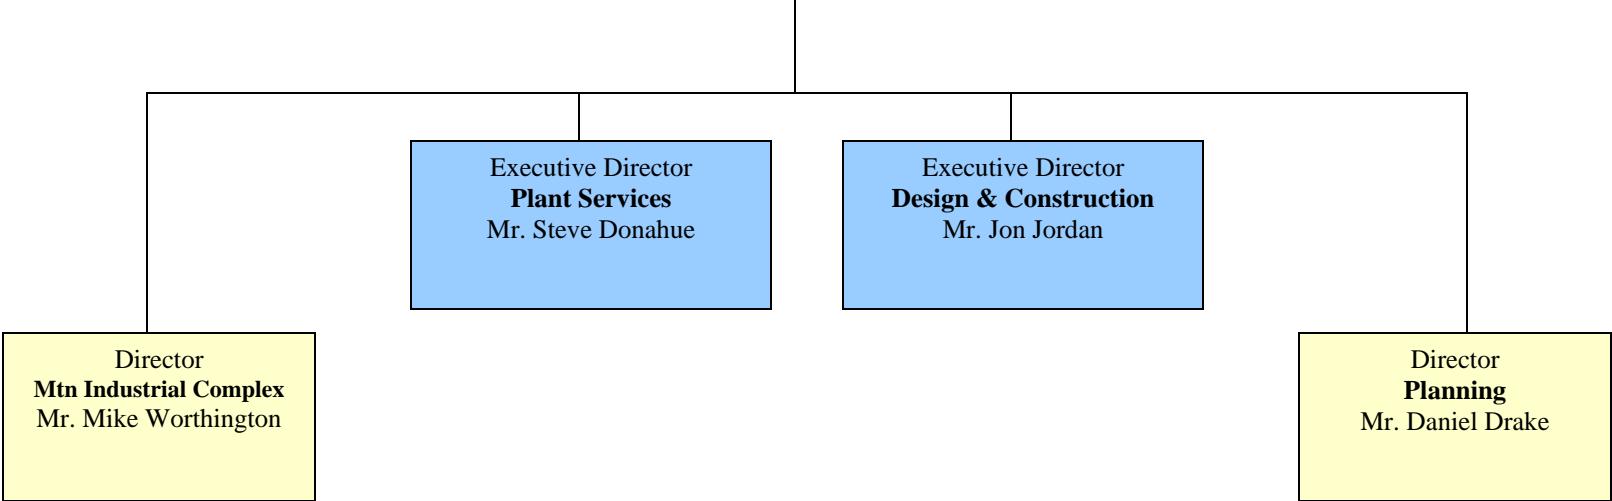 Executive Director
Plant Services
Mr. Steve Donahue
Executive Director
Design & Construction
Mr. Jon Jordan
Director
Mtn Industrial Complex
Mr. Mike Worthington
Director
Planning
Mr. Daniel Drake